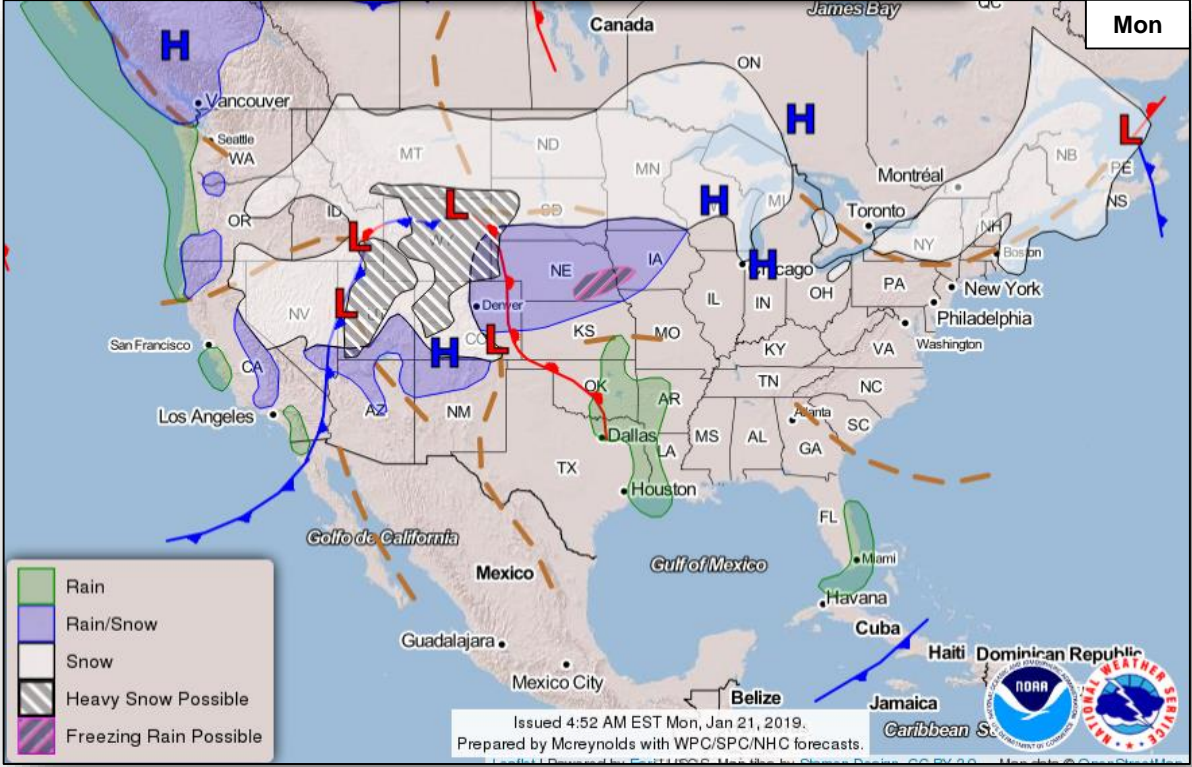 Mon
Canada
James Bay
QC
ON
H
H
H
H
H
L
L
L
L
L
L
Vancouver
Seattle
WA
MT
ND
MN
MI
Montréal
NB
PE
NS
OR
ID
SD
Toronto
NY
NH
Boston
Chicago
NE
IA
NV
Denver
CO
IL
IN
OH
PA
New York
Philadelphia
Washington
San Francisco
CA
KS
MO
KY
VA
Los Angeles
AZ
NM
OK
AR
TN
NC
Atlanta
SC
Dallas
LA
MS
AL
GA
TX
Houston
FL
Golfo de California
Gulf of Mexico
Miami
Mexico
Havana
Cuba
Guadalajara
Haiti
Dominican Republic
Mexico City
Belize
Jamaica
Caribbean Se
Rain
Rain/Snow
Snow
Heavy Snow Possible
Freezing Rain Possible
Issued 4:52 AM EST Mon, Jan 21, 2019.
Prepared by Mcreynolds with WPC/SPC/NHC forecasts.
NOAA
NATIONAL WEATHER SERVICE